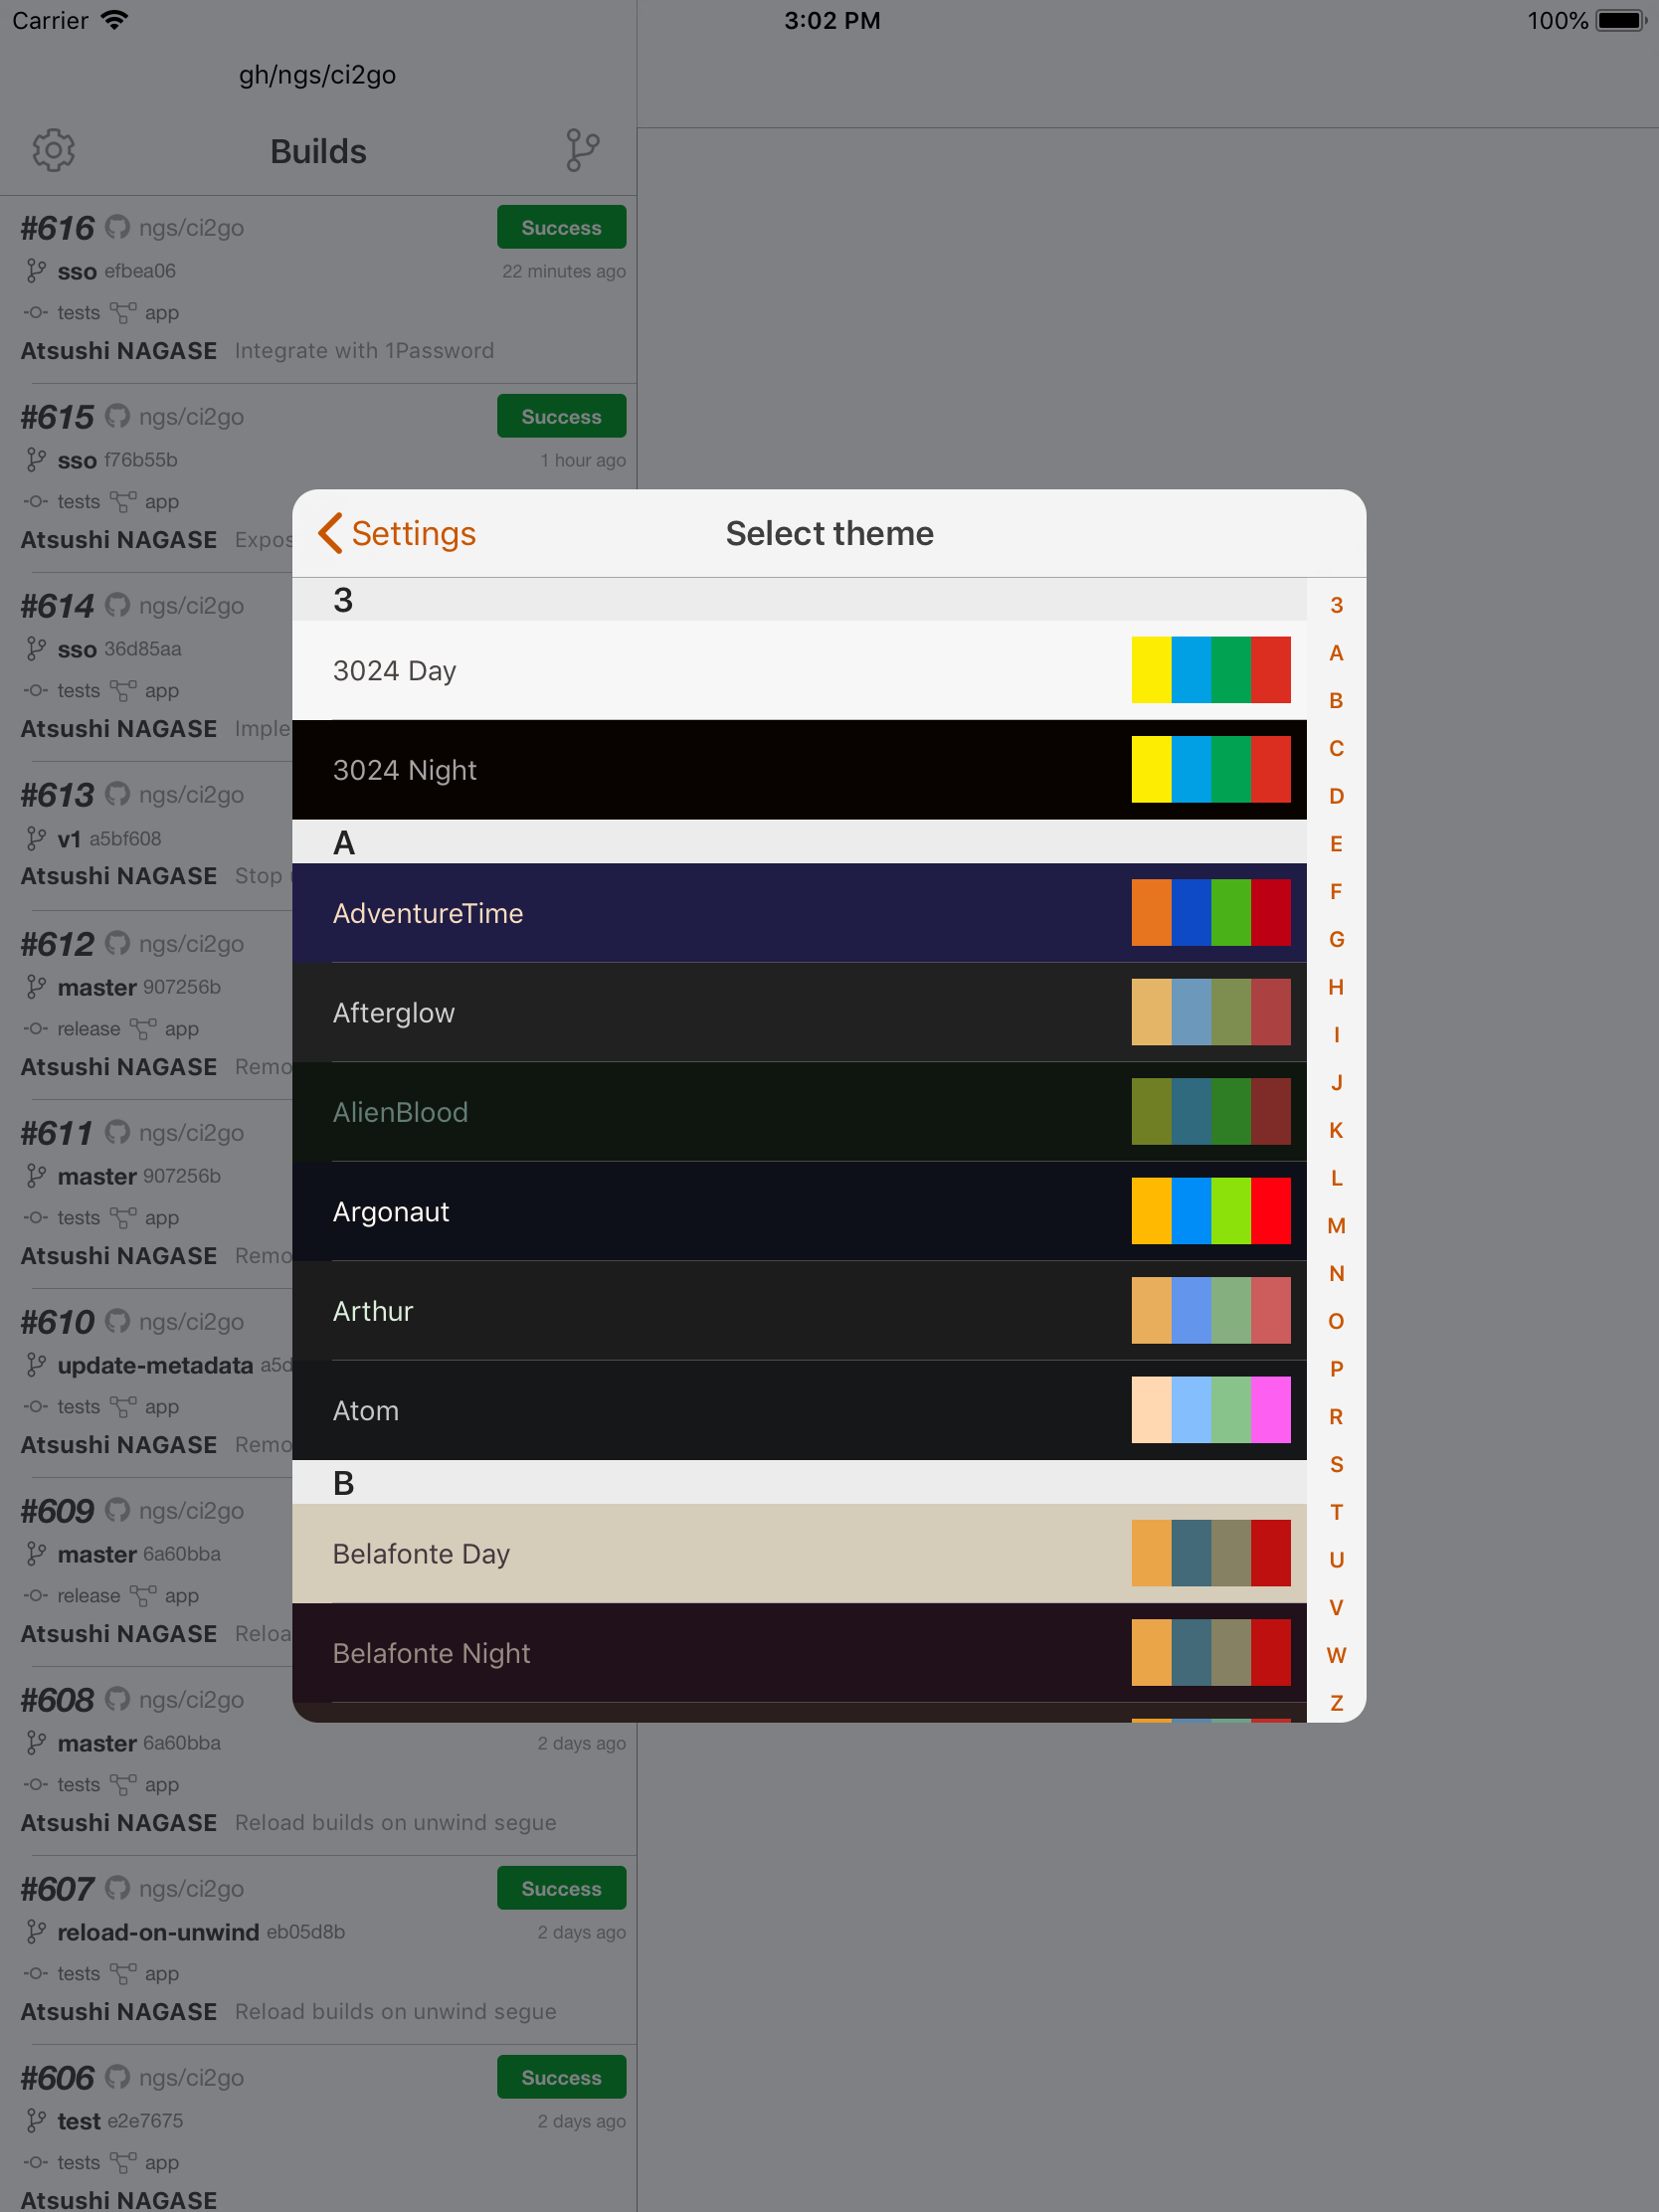 Carrier 3:02 PM 100%
gh/ngs/ci2go
Builds
#616 ngs/ci2go Success
sso efbea06 22 minutes ago
tests app
Atsushi NAGASE Integrate with 1Password
#615 ngs/ci2go Success
sso f76b55b 1 hour ago
tests app
Atsushi NAGASE Expos
#614 ngs/ci2go
sso 36d85aa
tests app
Atsushi NAGASE Imple
#613 ngs/ci2go
v1 a5bf608
Atsushi NAGASE Stop
#612 ngs/ci2go
master 907256b
release app
Atsushi NAGASE Remo
#611 ngs/ci2go
master 907256b
tests app
Atsushi NAGASE Remo
#610 ngs/ci2go
update-metadata a5d
tests app
Atsushi NAGASE Remo
#609 ngs/ci2go
master 6a60bba
release app
Atsushi NAGASE Reloa
#608 ngs/ci2go
master 6a60bba 2 days ago
tests app
Atsushi NAGASE Reload builds on unwind segue
#607 ngs/ci2go Success
reload-on-unwind eb05d8b 2 days ago
tests app
Atsushi NAGASE Reload builds on unwind segue
#606 ngs/ci2go Success
test e2e7675 2 days ago
tests app
Atsushi NAGASE
Settings Select theme
3
3024 Day
3024 Night
A
AdventureTime
Afterglow
AlienBlood
Argonaut
Arthur
Atom
B
Belafonte Day
Belafonte Night
3
A
B
C
D
E
F
G
H
I
J
K
L
M
N
O
P
R
S
T
U
V
W
Z